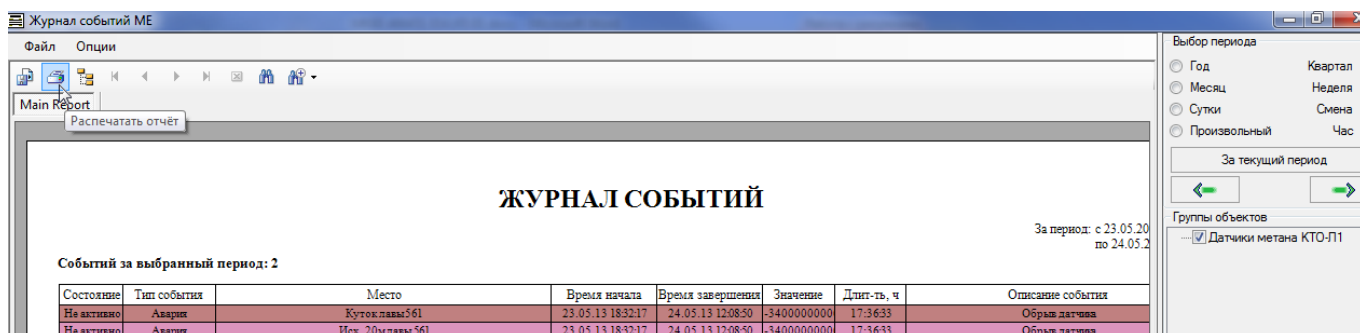 Журнал событий МЕ
Файл Опции
Main Report
Распечатать отчёт
ЖУРНАЛ СОБЫТИЙ
За период: с 23.05.20
по 24.05.2
Событий за выбранный период: 2
Состояние Тип события Место Время начала Время завершения Значение Длит-ть, ч Описание события
Не активно Авария Куток лавы 561 23.05.13 18:32:17 24.05.13 12:08:50 -3400000000 17:36:33 Обрыв датчика
Не активно Авария Исх. 20м лавы 561 23.05.13 18:32:17 24.05.13 12:08:50 -3400000000 17:36:33 Обрыв датчика
Выбор периода
Год Квартал
Месяц Неделя
Сутки Смена
Произвольный Час
За текущий период
Группы объектов
Датчики метана КТО-П1